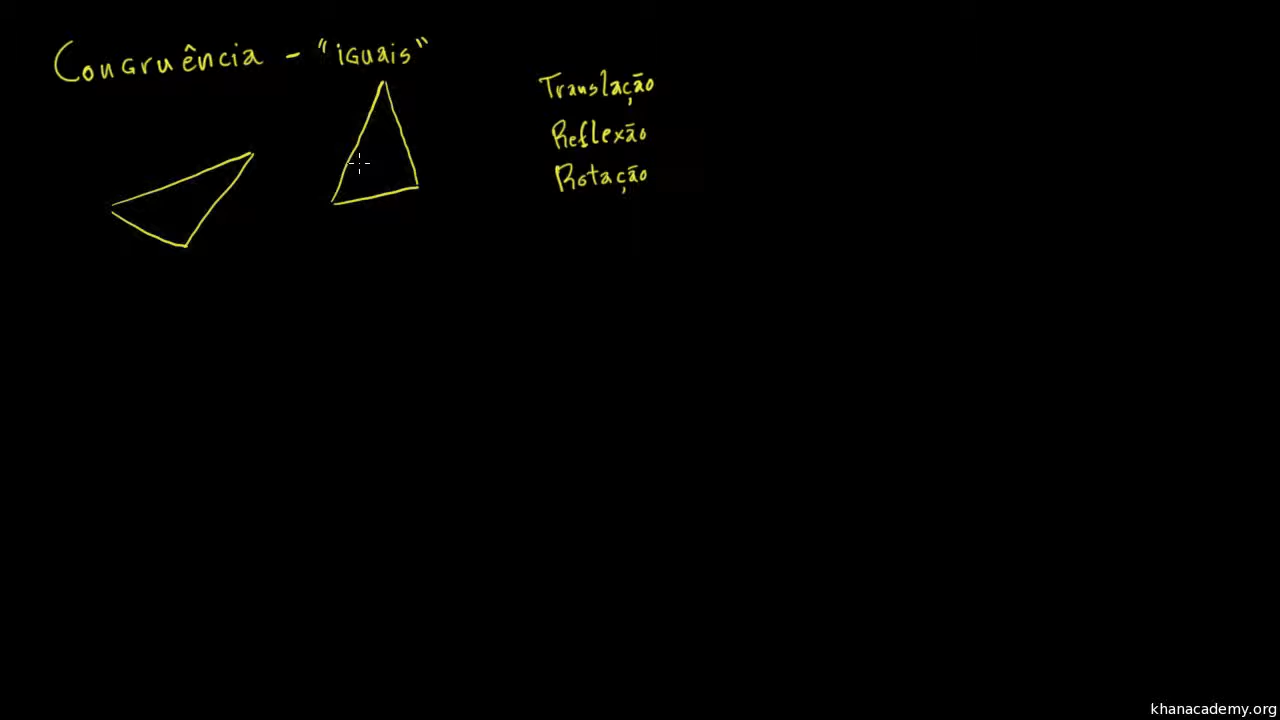 Congruência - "iguais"
Translação
Reflexão
Rotação
khanacademy.org